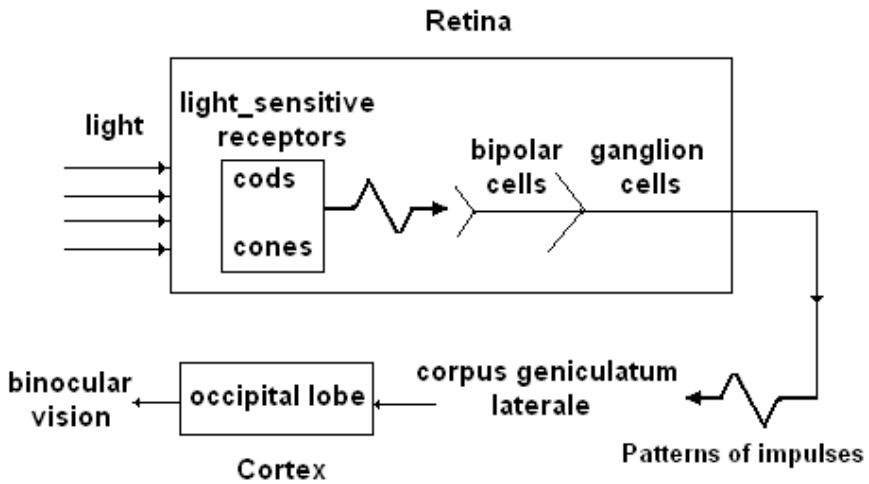 Retina
light
light_sensitive
receptors
cods
cones
bipolar
cells
ganglion
cells
binocular
vision
occipital lobe
Cortex
corpus geniculatum
laterale
Patterns of impulses